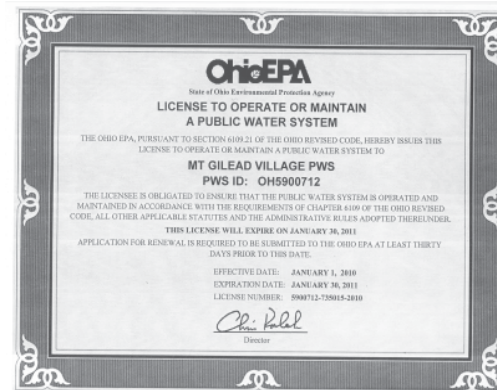 OhioEPA
State of Ohio Environmental Protection Agency
LICENSE TO OPERATE OR MAINTAIN
A PUBLIC WATER SYSTEM
THE OHIO EPA, PURSUANT TO SECTION 6109.21 OF THE OHIO REVISED CODE, HEREBY ISSUES THIS
LICENSE TO OPERATE OR MAINTAIN A PUBLIC WATER SYSTEM TO
MT GILEAD VILLAGE PWS
PWS ID: OH5900712
THE LICENSEE IS OBLIGATED TO ENSURE THAT THE PUBLIC WATER SYSTEM IS OPERATED AND
MAINTAINED IN ACCORDANCE WITH THE REQUIREMENTS OF CHAPTER 6109 OF THE OHIO REVISED
CODE, ALL OTHER APPLICABLE STATUTES AND THE ADMINISTRATIVE RULES ADOPTED THEREUNDER.
THIS LICENSE WILL EXPIRE ON JANUARY 30, 2011
APPLICATION FOR RENEWAL IS REQUIRED TO BE SUBMITTED TO THE OHIO EPA AT LEAST THIRTY
DAYS PRIOR TO THIS DATE.
EFFECTIVE DATE: JANUARY 1, 2010
EXPIRATION DATE: JANUARY 30, 2011
LICENSE NUMBER: 5900712-735015-2010
Director